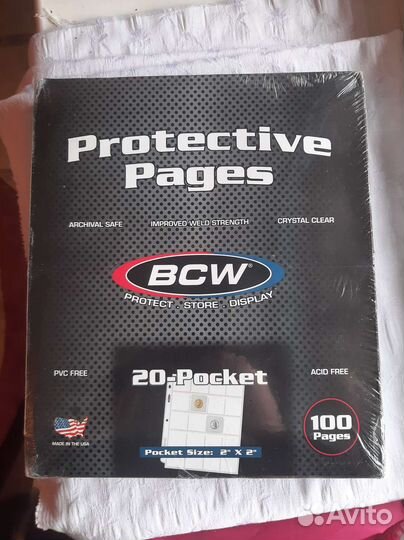 Protective
Pages
ARCHIVAL SAFE IMPROVED WELD STRENGTH CRYSTAL CLEAR
BCW®
PROTECT . STORE . DISPLAY
PVC FREE 20-Pocket ACID FREE
100
Pages
MADE IN THE USA
Pocket Size: 2" X 2"
Avito